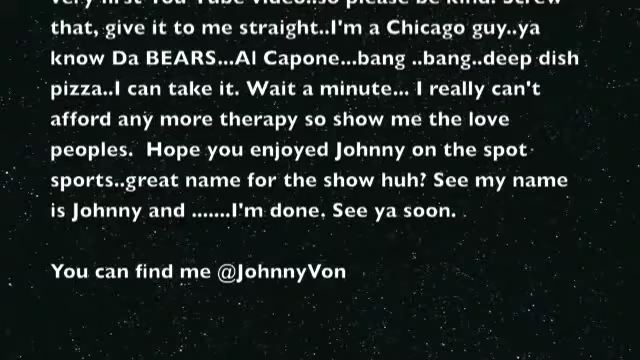 very first You Tube video..so please be kind. Screw
that, give it to me straight..I'm a Chicago guy..ya
know Da BEARS...Al Capone...bang ..bang..deep dish
pizza..I can take it. Wait a minute... I really can't
afford any more therapy so show me the love
peoples.  Hope you enjoyed Johnny on the spot
sports..great name for the show huh? See my name
is Johnny and .......I'm done. See ya soon.
You can find me @JohnnyVon